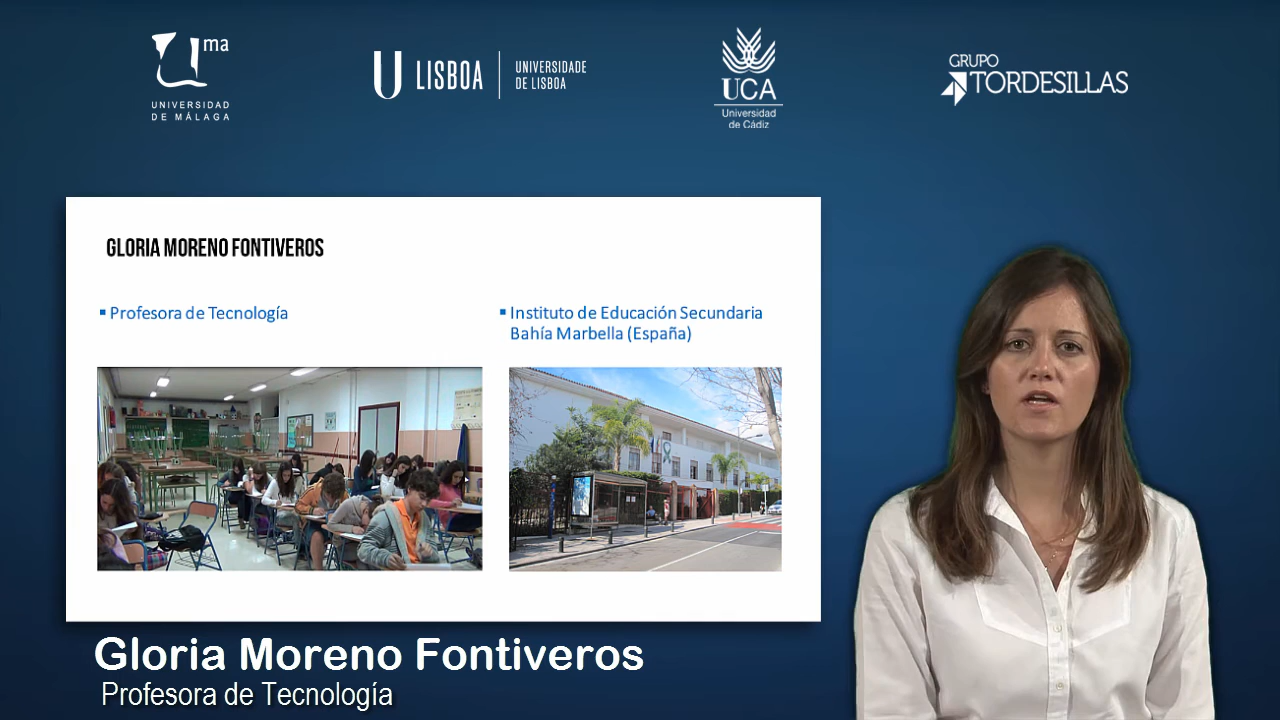 uma
UNIVERSIDAD
DE MÁLAGA
U LISBOA | UNIVERSIDADE
DE LISBOA
UCA
Universidad
de Cádiz
GRUPO
TORDESILLAS
GLORIA MORENO FONTIVEROS
▪ Profesora de Tecnología
▪ Instituto de Educación Secundaria
Bahía Marbella (España)
Gloria Moreno Fontiveros
Profesora de Tecnología